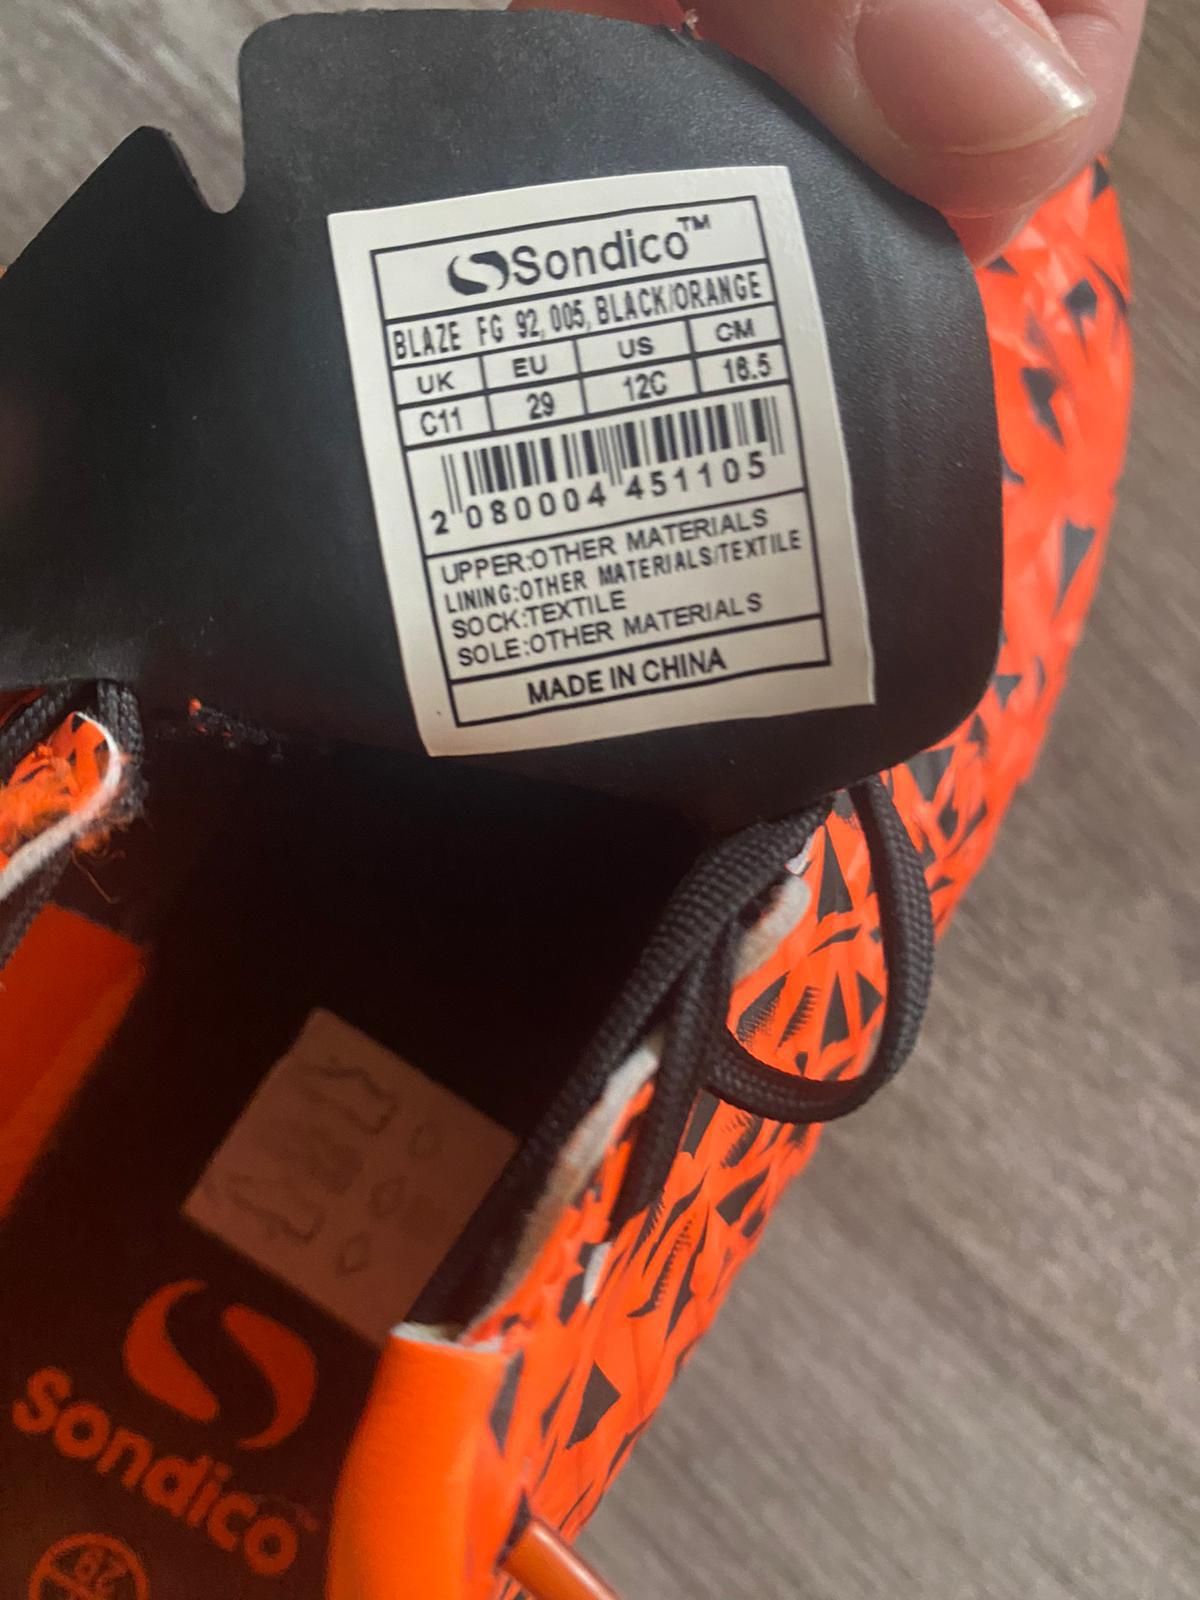 Sondico™
BLAZE FG 92, 005, BLACK/ORANGE
UK EU US CM
C11 29 12C 18.5
2 080004 451105
UPPER:OTHER MATERIALS
LINING:OTHER MATERIALS/TEXTILE
SOCK:TEXTILE
SOLE:OTHER MATERIALS
MADE IN CHINA
sondico™